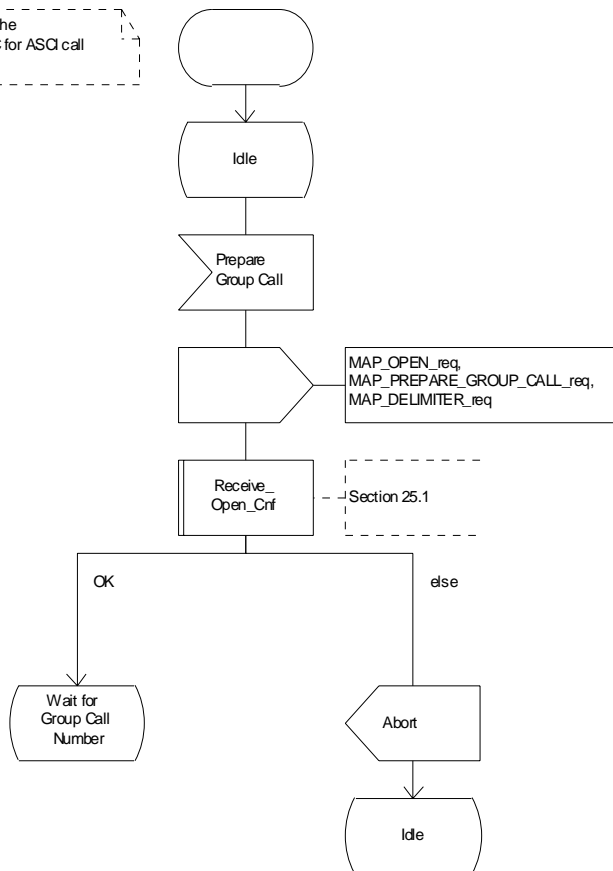 he
for ASCI call
Idle
Prepare
Group Call
MAP_OPEN_req,
MAP_PREPARE_GROUP_CALL_req,
MAP_DELIMITER_req
Receive_
Open_Cnf
Section 25.1
OK
else
Wait for
Group Call
Number
Abort
Idle